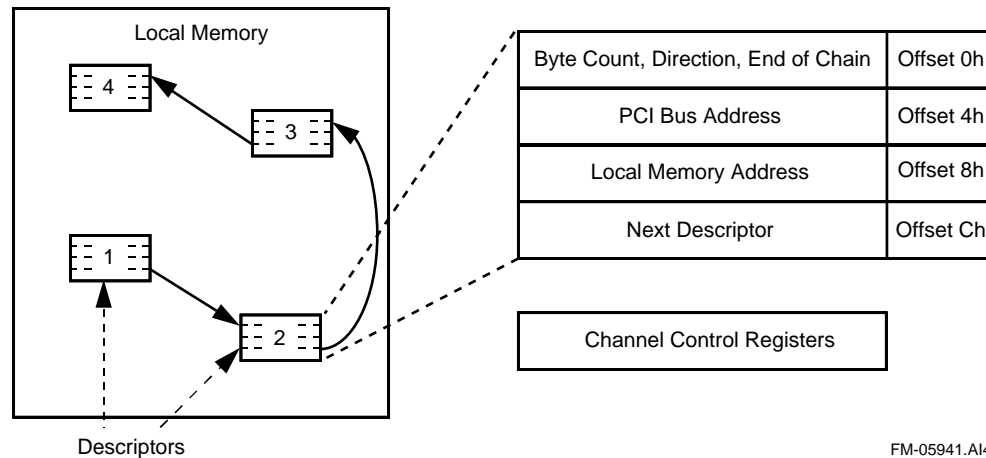 Local Memory
4
3
1
2
Descriptors
Byte Count, Direction, End of Chain Offset 0h
PCI Bus Address Offset 4h
Local Memory Address Offset 8h
Next Descriptor Offset Ch
Channel Control Registers
FM-05941.AI4